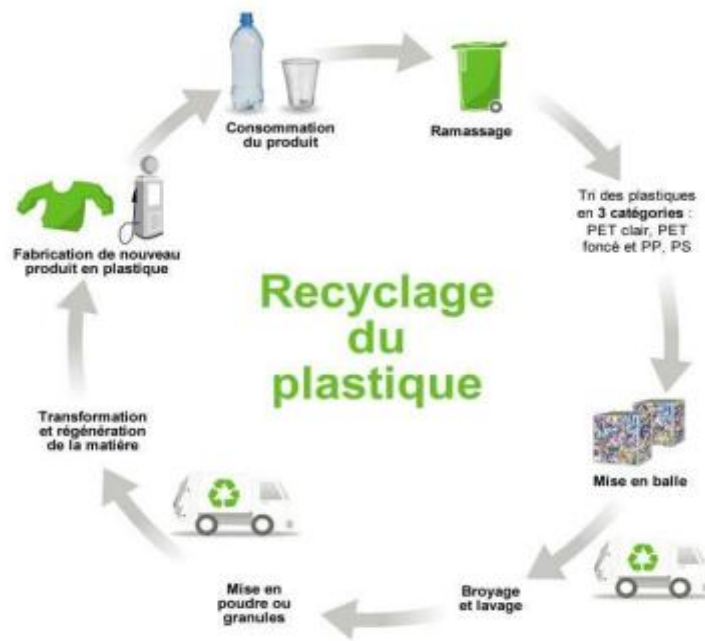 Consommation
du produit
Ramassage
Tri des plastiques
en 3 catégories :
PET clair, PET
foncé et PP, PS
Mise en balle
Broyage
et lavage
Mise en
poudre ou
granules
Transformation
et régénération
de la matière
Fabrication de nouveau
produit en plastique
Recyclage
du
plastique